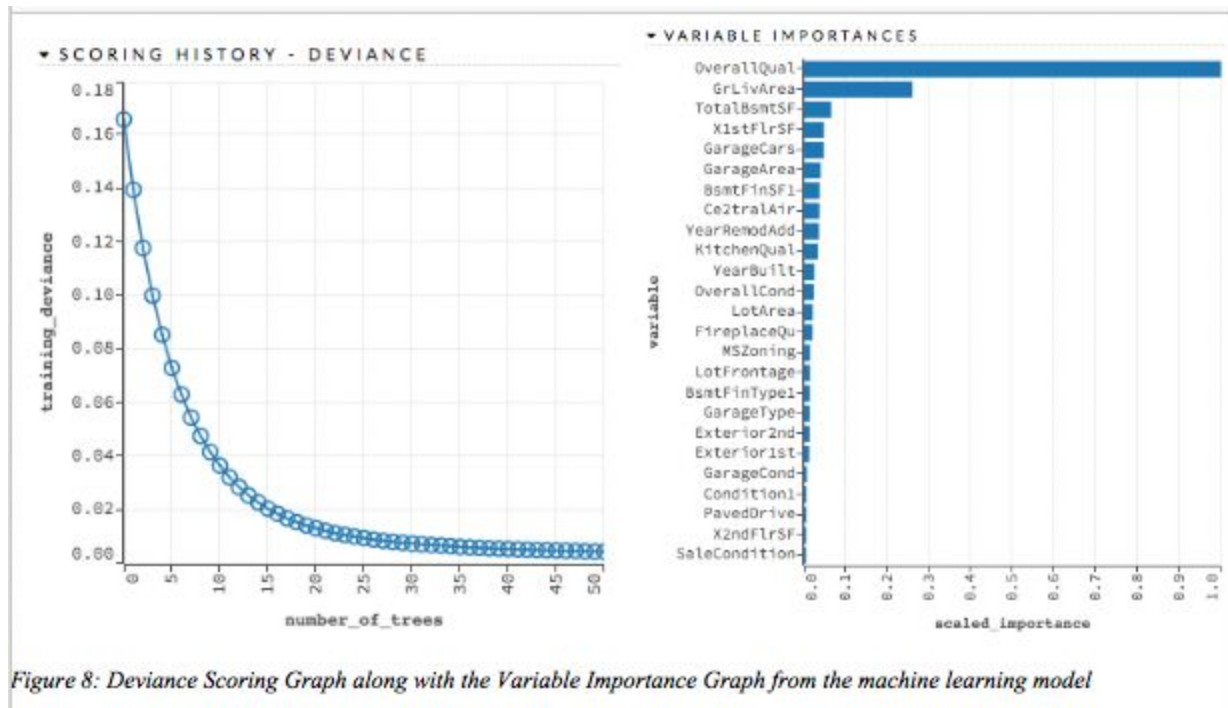 ▾ SCORING HISTORY - DEVIANCE
0.18
0.16
0.14
0.12
0.10
0.08
0.06
0.04
0.02
0.00
training_deviance
0 5 10 15 20 25 30 35 40 45 50
number_of_trees
▾ VARIABLE IMPORTANCES
OverallQual
GrLivArea
TotalBsmtSF
X1stFlrSF
GarageCars
GarageArea
BsmtFinSF1
Ce2tralAir
YearRemodAdd
KitchenQual
YearBuilt
OverallCond
LotArea
FireplaceQu
MSZoning
LotFrontage
BsmtFinType1
GarageType
Exterior2nd
Exterior1st
GarageCond
Condition1
PavedDrive
X2ndFlrSF
SaleCondition
variable
0.0 0.1 0.2 0.3 0.4 0.5 0.6 0.7 0.8 0.9 1.0
scaled_importance
Figure 8: Deviance Scoring Graph along with the Variable Importance Graph from the machine learning model